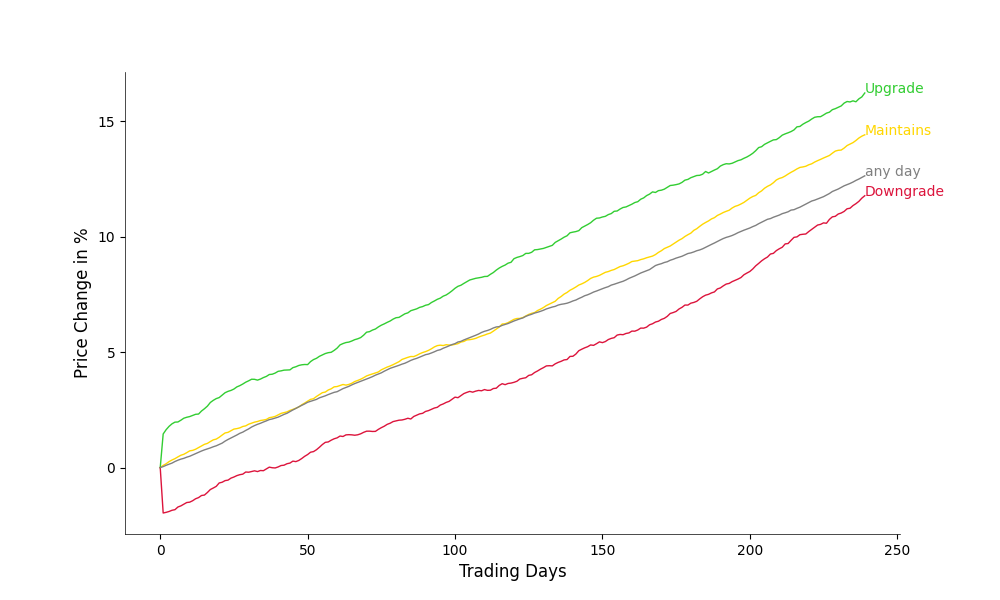 Upgrade
15
Maintains
any day
Downgrade
10
Price Change in %
5
0
0 50 100 150 200 250
Trading Days